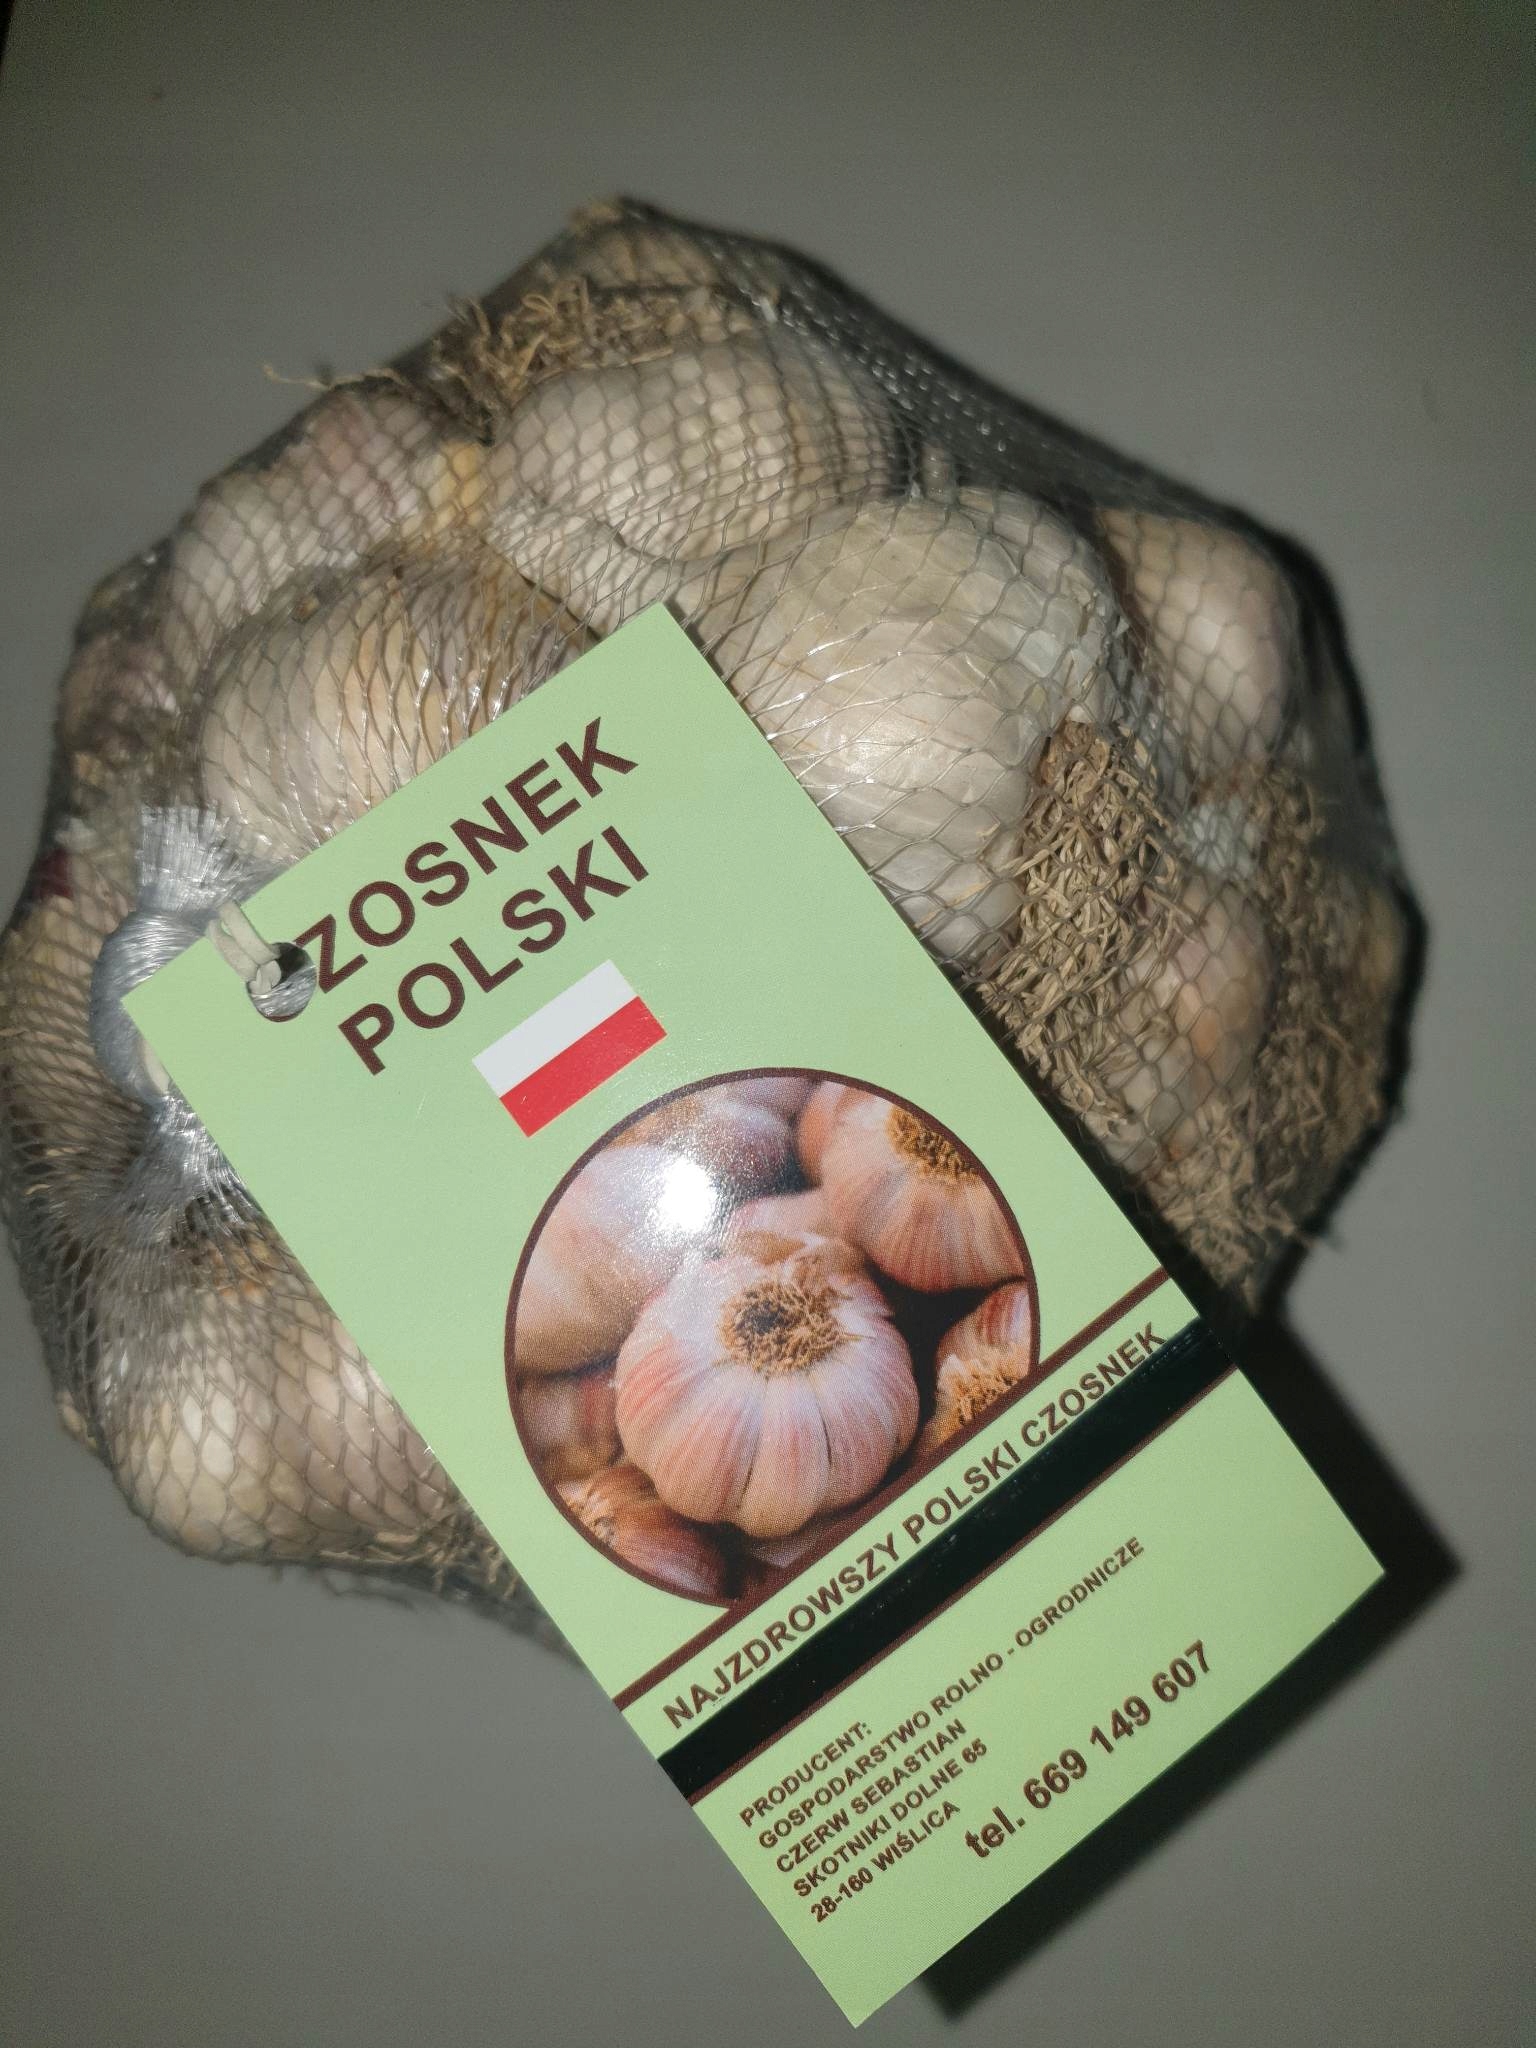 ZOSNEK
POLSKI
NAJZDROWSZY POLSKI CZOSNEK
PRODUCENT:
GOSPODARSTWO ROLNO - OGRODNICZE
CZERW SEBASTIAN
SKOTNIKI DOLNE 65
28-160 WIŚLICA
tel. 669 149 607